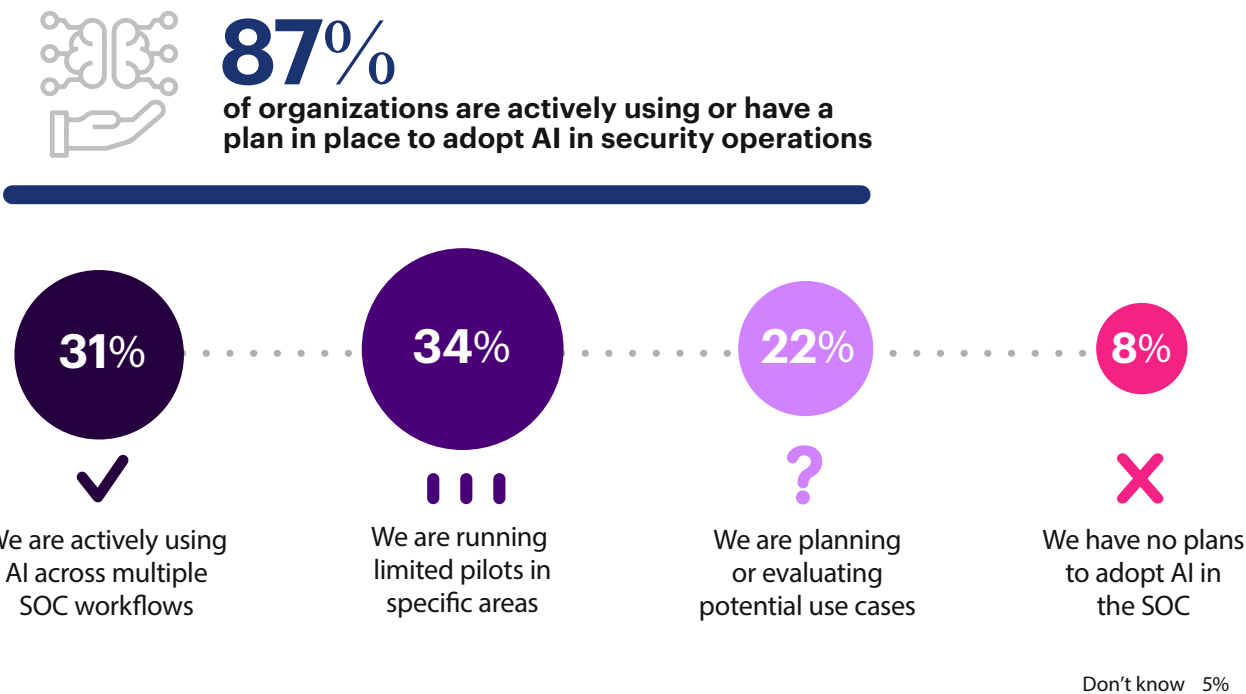 87%
of organizations are actively using or have a
plan in place to adopt AI in security operations
31%
34%
22%
8%
We are actively using
AI across multiple
SOC workflows
We are running
limited pilots in
specific areas
We are planning
or evaluating
potential use cases
We have no plans
to adopt AI in
the SOC
Don’t know 5%